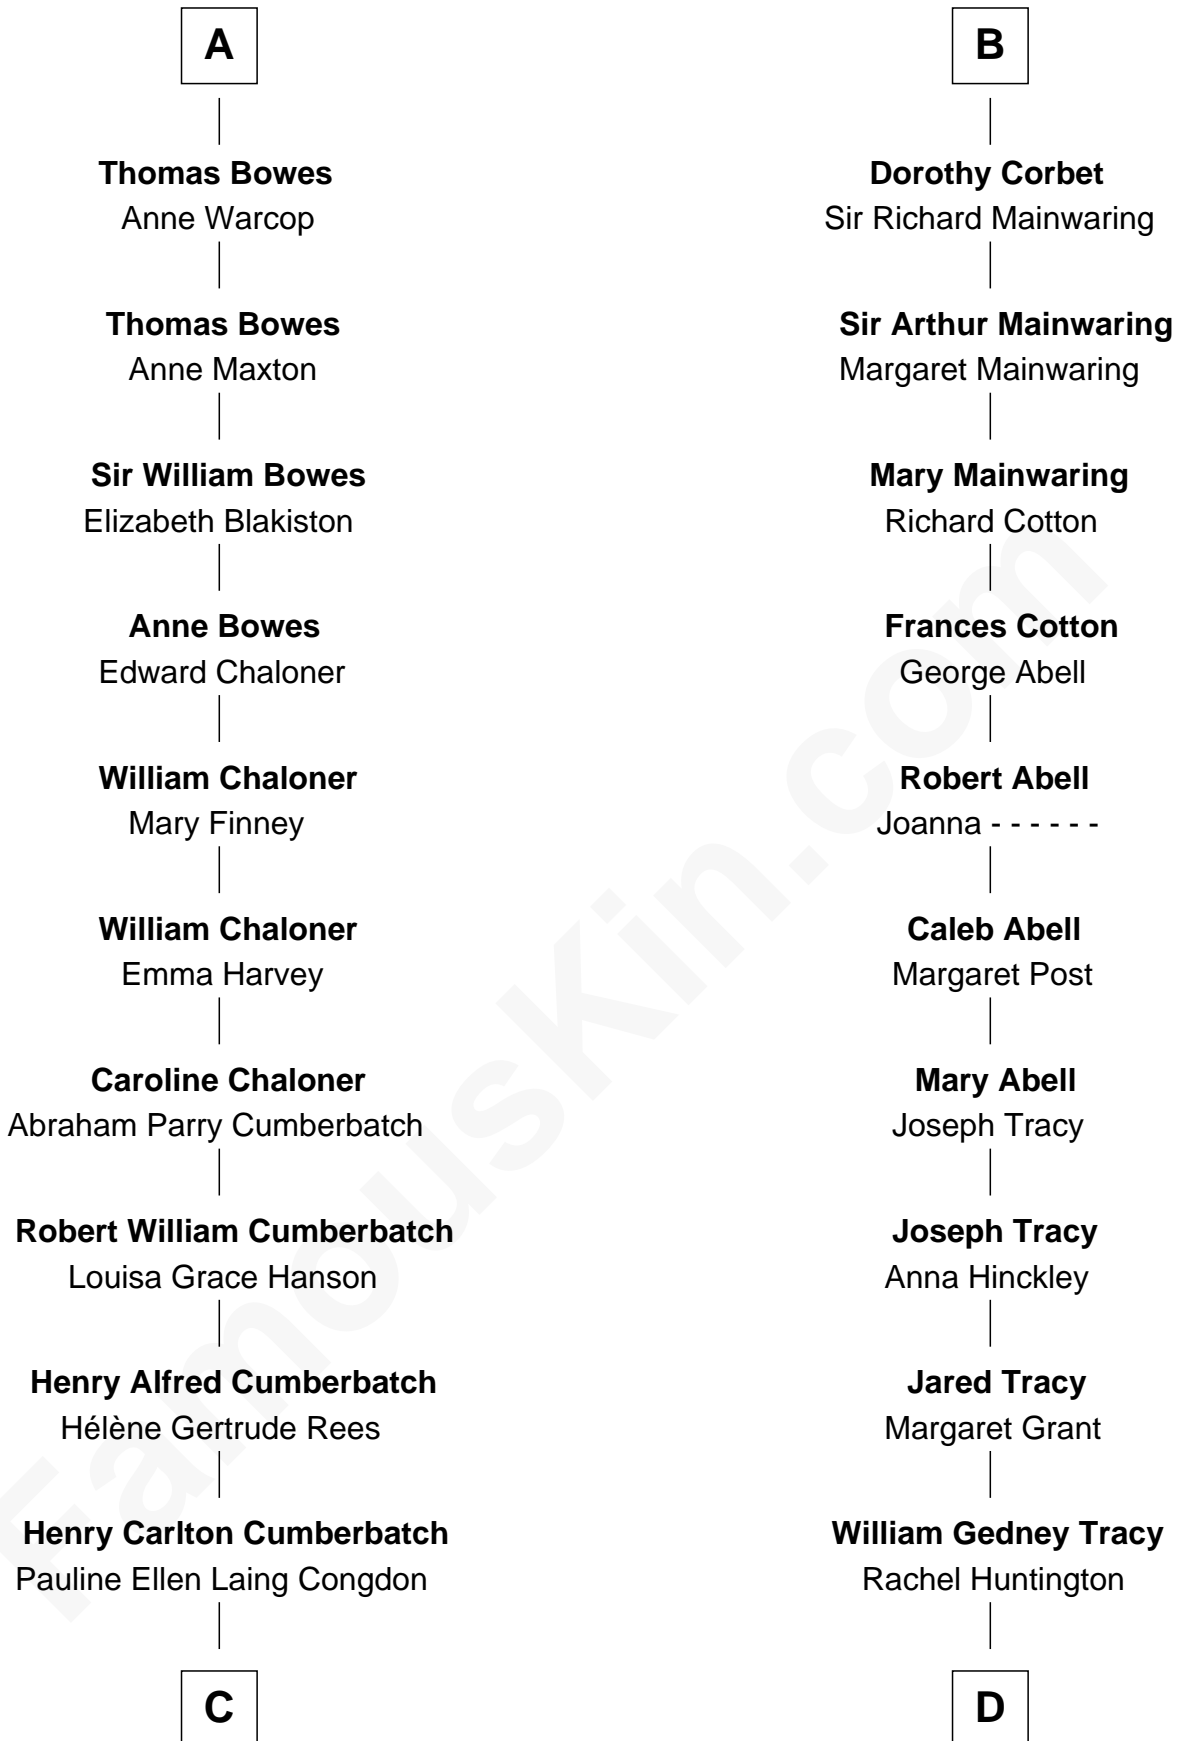 A
Thomas Bowes
Anne Warcop
Thomas Bowes
Anne Maxton
Sir William Bowes
Elizabeth Blakiston
Anne Bowes
Edward Chaloner
William Chaloner
Mary Finney
William Chaloner
Emma Harvey
Caroline Chaloner
Abraham Parry Cumberbatch
Robert William Cumberbatch
Louisa Grace Hanson
Henry Alfred Cumberbatch
Hélène Gertrude Rees
Henry Carlton Cumberbatch
Pauline Ellen Laing Congdon
C
B
Dorothy Corbet
Sir Richard Mainwaring
Sir Arthur Mainwaring
Margaret Mainwaring
Mary Mainwaring
Richard Cotton
Frances Cotton
George Abell
Robert Abell
Joanna - - - - - -
Caleb Abell
Margaret Post
Mary Abell
Joseph Tracy
Joseph Tracy
Anna Hinckley
Jared Tracy
Margaret Grant
William Gedney Tracy
Rachel Huntington
D
FamousKin.com